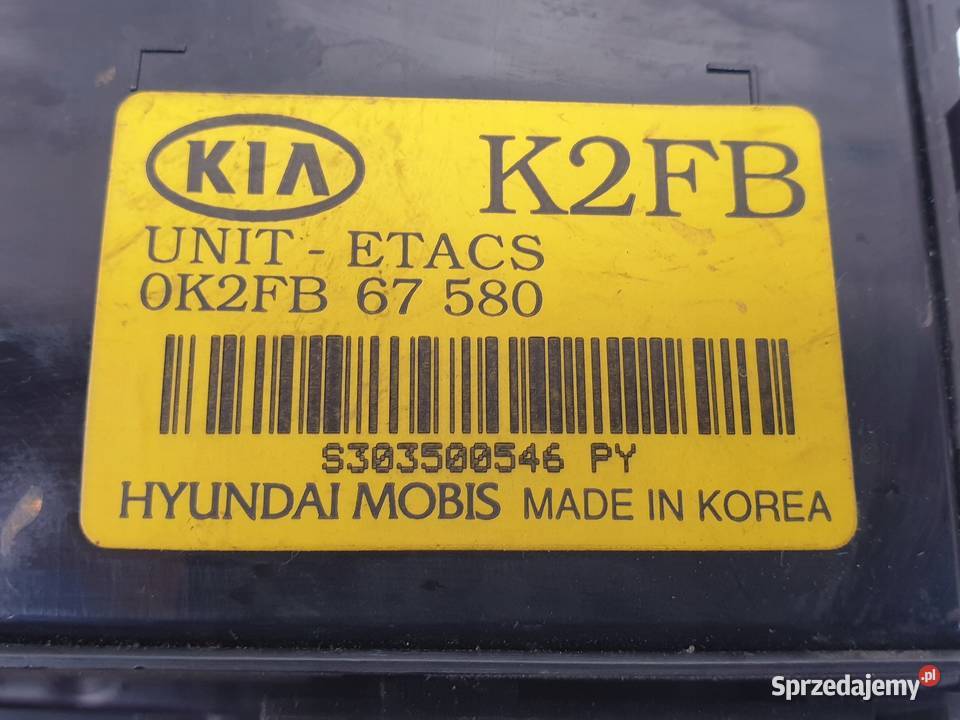 KIA K2FB
UNIT - ETACS
0K2FB 67 580
S303500546 PY
HYUNDAI MOBIS MADE IN KOREA
Sprzedajemy.pl